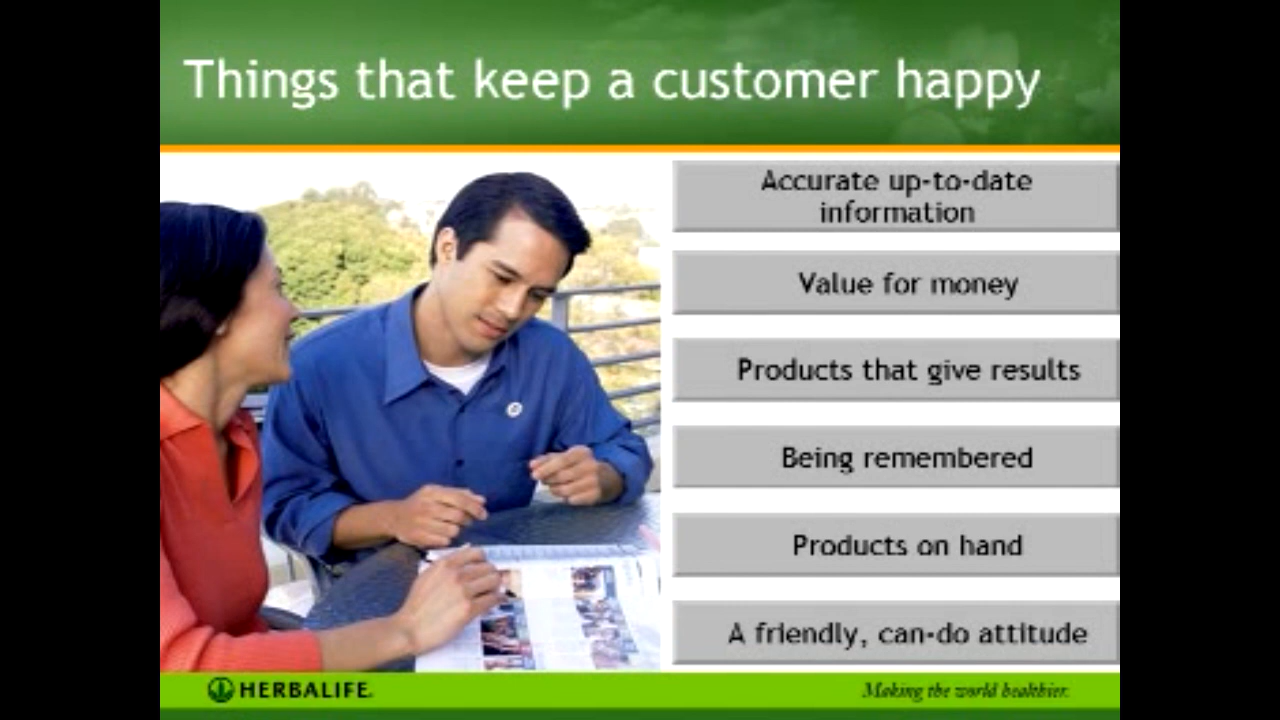 Things that keep a customer happy
Accurate up-to-date
information
Value for money
Products that give results
Being remembered
Products on hand
A friendly, can-do attitude
HERBALIFE.
Making the world healthier.